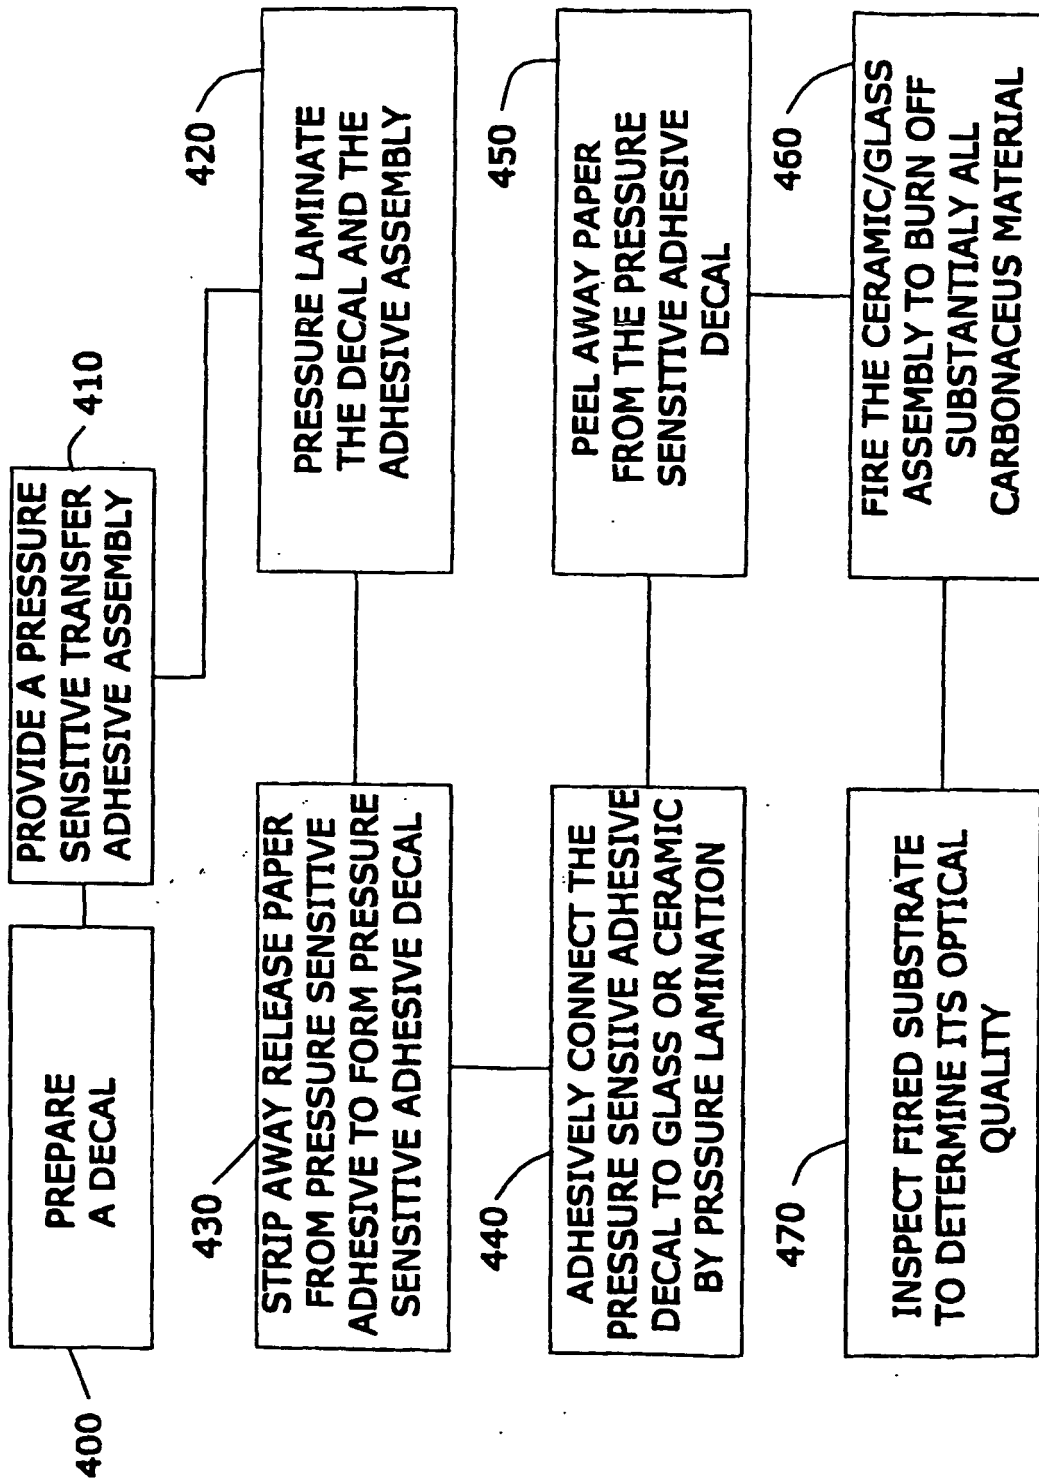 400
PREPARE
A DECAL
410
PROVIDE A PRESSURE
SENSITIVE TRANSFER
ADHESIVE ASSEMBLY
420
PRESSURE LAMINATE
THE DECAL AND THE
ADHESIVE ASSEMBLY
430
STRIP AWAY RELEASE PAPER
FROM PRESSURE SENSITIVE
ADHESIVE TO FORM PRESSURE
SENSITIVE ADHESIVE DECAL
440
ADHESIVELY CONNECT THE
PRESSURE SENSIIVE ADHESIVE
DECAL TO GLASS OR CERAMIC
BY PRSSURE LAMINATION
450
PEEL AWAY PAPER
FROM THE PRESSURE
SENSITIVE ADHESIVE
DECAL
460
FIRE THE CERAMIC/GLASS
ASSEMBLY TO BURN OFF
SUBSTANTIALY ALL
CARBONACEUS MATERIAL
470
INSPECT FIRED SUBSTRATE
TO DETERMINE ITS OPTICAL
QUALITY